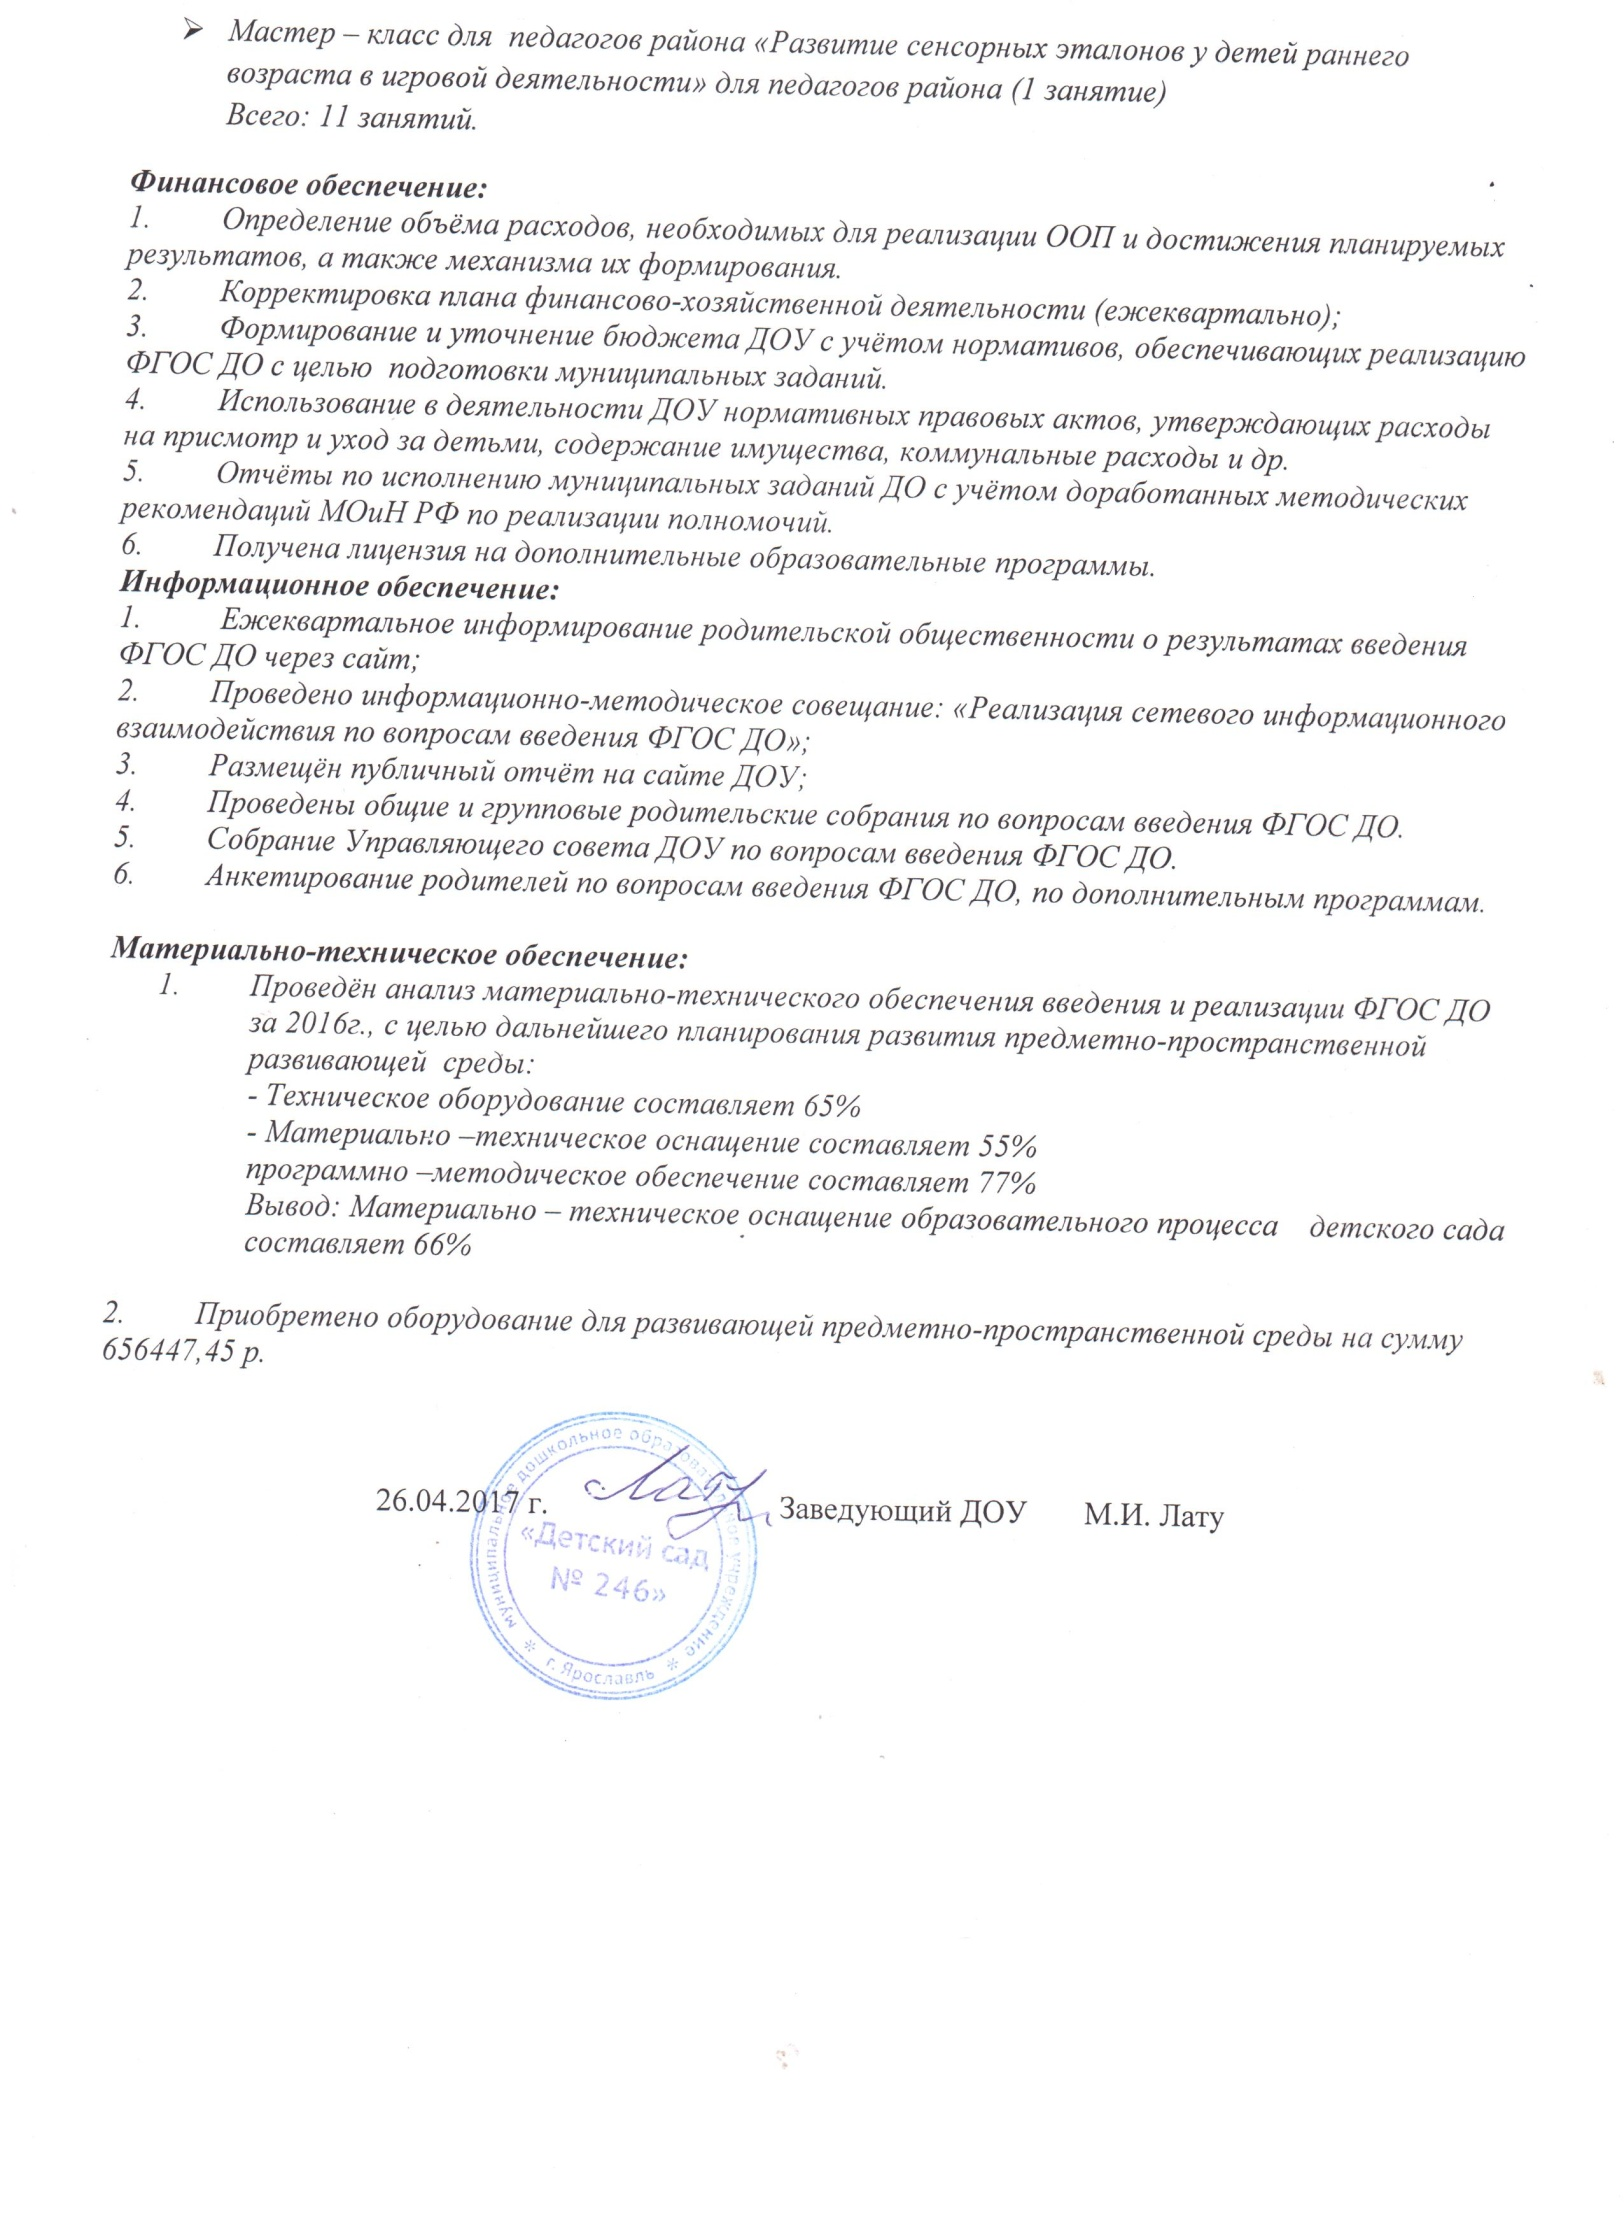 ➢ Мастер – класс для  педагогов района «Развитие сенсорных эталонов у детей раннего
возраста в игровой деятельности» для педагогов района (1 занятие)
Всего: 11 занятий.
Финансовое обеспечение:
1. Определение объёма расходов, необходимых для реализации ООП и достижения планируемых
результатов, а также механизма их формирования.
2. Корректировка плана финансово-хозяйственной деятельности (ежеквартально);
3. Формирование и уточнение бюджета ДОУ с учётом нормативов, обеспечивающих реализацию
ФГОС ДО с целью  подготовки муниципальных заданий.
4. Использование в деятельности ДОУ нормативных правовых актов, утверждающих расходы
на присмотр и уход за детьми, содержание имущества, коммунальные расходы и др.
5. Отчёты по исполнению муниципальных заданий ДО с учётом доработанных методических
рекомендаций МОиН РФ по реализации полномочий.
6. Получена лицензия на дополнительные образовательные программы.
Информационное обеспечение:
1. Ежеквартальное информирование родительской общественности о результатах введения
ФГОС ДО через сайт;
2. Проведено информационно-методическое совещание: «Реализация сетевого информационного
взаимодействия по вопросам введения ФГОС ДО»;
3. Размещён публичный отчёт на сайте ДОУ;
4. Проведены общие и групповые родительские собрания по вопросам введения ФГОС ДО.
5. Собрание Управляющего совета ДОУ по вопросам введения ФГОС ДО.
6. Анкетирование родителей по вопросам введения ФГОС ДО, по дополнительным программам.
Материально-техническое обеспечение:
1. Проведён анализ материально-технического обеспечения введения и реализации ФГОС ДО
за 2016г., с целью дальнейшего планирования развития предметно-пространственной
развивающей  среды:
- Техническое оборудование составляет 65%
- Материально –техническое оснащение составляет 55%
программно –методическое обеспечение составляет 77%
Вывод: Материально – техническое оснащение образовательного процесса    детского сада
составляет 66%
2. Приобретено оборудование для развивающей предметно-пространственной среды на сумму
656447,45 р.
26.04.2017 г. Лату Заведующий ДОУ М.И. Лату
муниципальное дошкольное образовательное учреждение
«Детский сад
№ 246»
* г. Ярославль *